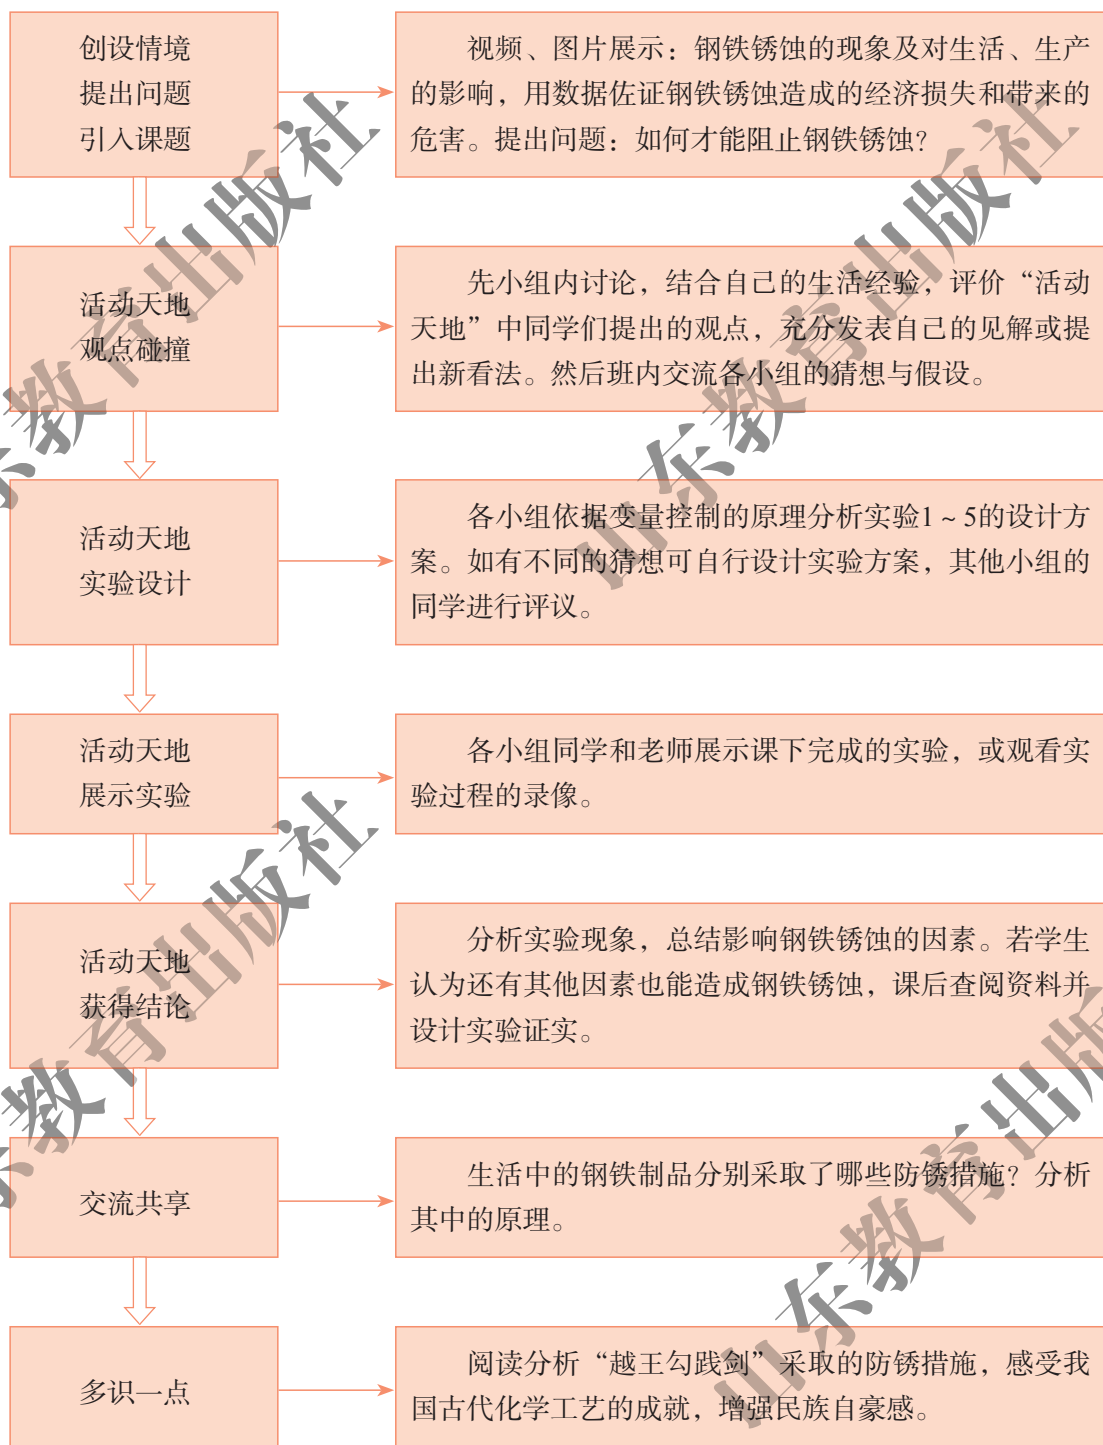 创设情境
提出问题
引入课题
视频、图片展示：钢铁锈蚀的现象及对生活、生产
的影响，用数据佐证钢铁锈蚀造成的经济损失和带来的
危害。提出问题：如何才能阻止钢铁锈蚀？
活动天地
观点碰撞
先小组内讨论，结合自己的生活经验，评价“活动
天地”中同学们提出的观点，充分发表自己的见解或提
出新看法。然后班内交流各小组的猜想与假设。
活动天地
实验设计
各小组依据变量控制的原理分析实验1～5的设计方
案。如有不同的猜想可自行设计实验方案，其他小组的
同学进行评议。
活动天地
展示实验
各小组同学和老师展示课下完成的实验，或观看实
验过程的录像。
活动天地
获得结论
分析实验现象，总结影响钢铁锈蚀的因素。若学生
认为还有其他因素也能造成钢铁锈蚀，课后查阅资料并
设计实验证实。
交流共享
生活中的钢铁制品分别采取了哪些防锈措施？分析
其中的原理。
多识一点
阅读分析“越王勾践剑”采取的防锈措施，感受我
国古代化学工艺的成就，增强民族自豪感。
东教育出版社
山东教育出版社
东教育出版社
山东教育出版